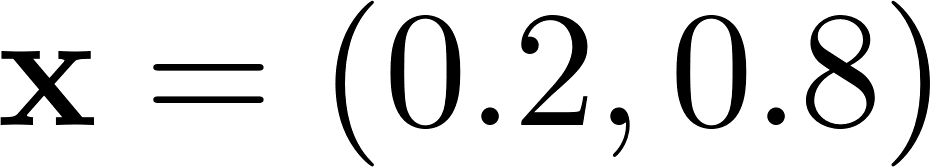 x = (0.2, 0.8)